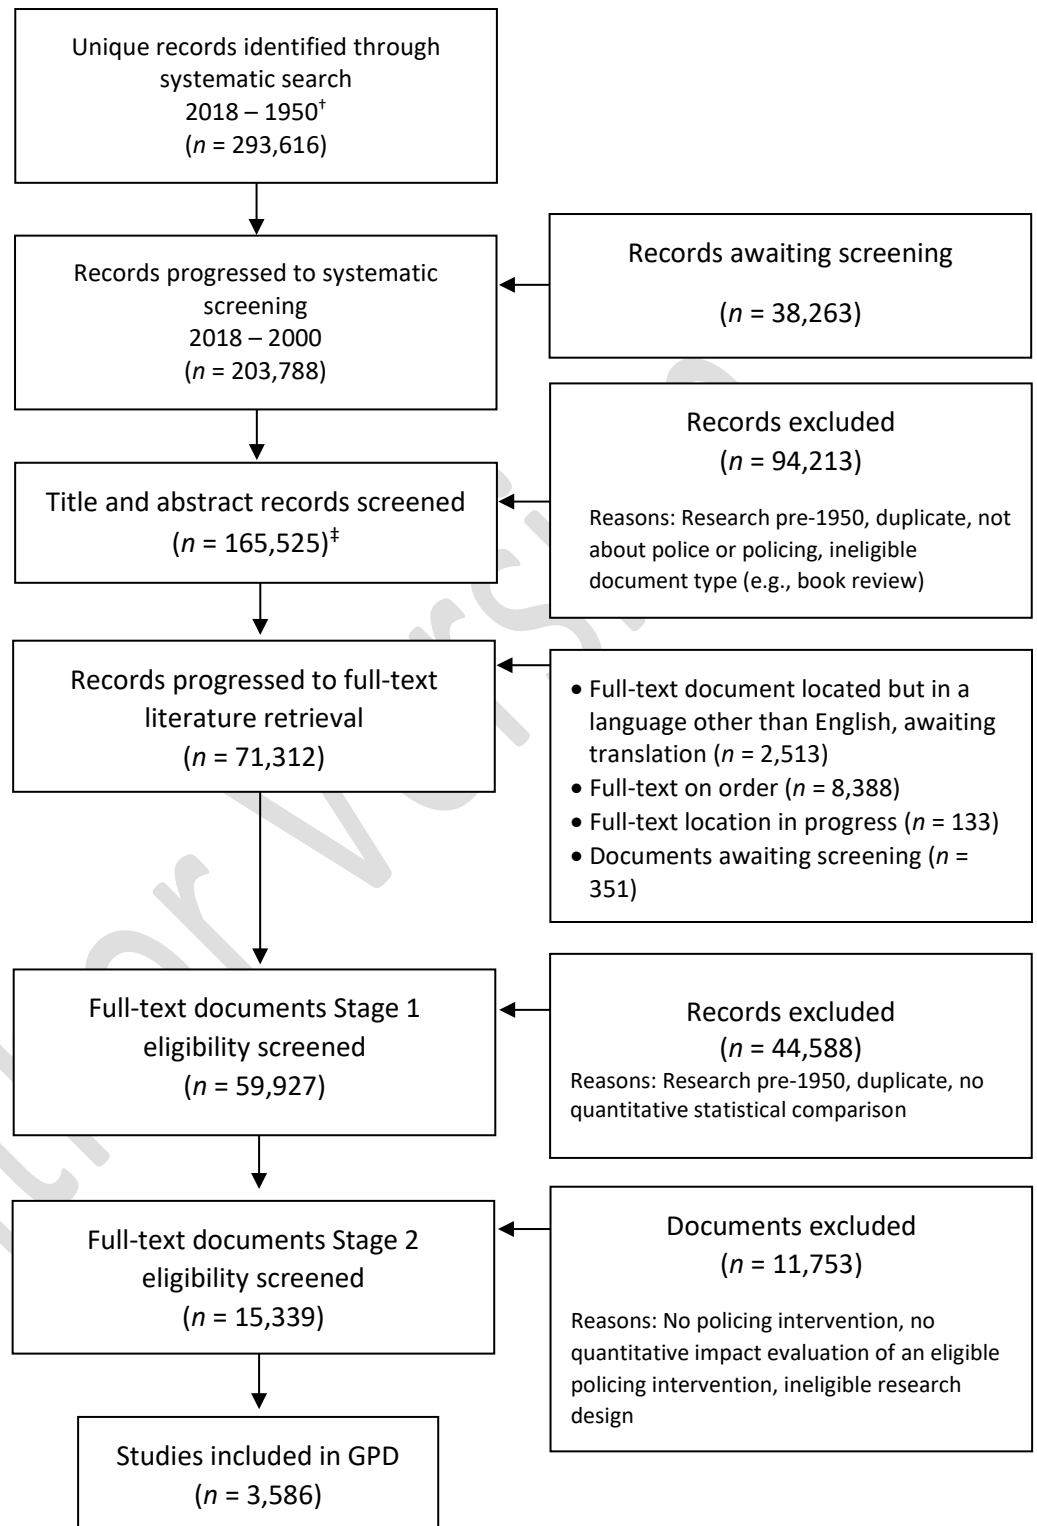 Unique records identified through
systematic search
2018 – 1950†
(n = 293,616)
Records progressed to systematic
screening
2018 – 2000
(n = 203,788)
Records awaiting screening
(n = 38,263)
Title and abstract records screened
(n = 165,525)‡
Records excluded
(n = 94,213)
Reasons: Research pre-1950, duplicate, not
about police or policing, ineligible
document type (e.g., book review)
Records progressed to full-text
literature retrieval
(n = 71,312)
• Full-text document located but in a
language other than English, awaiting
translation (n = 2,513)
• Full-text on order (n = 8,388)
• Full-text location in progress (n = 133)
• Documents awaiting screening (n =
351)
Full-text documents Stage 1
eligibility screened
(n = 59,927)
Records excluded
(n = 44,588)
Reasons: Research pre-1950, duplicate, no
quantitative statistical comparison
Full-text documents Stage 2
eligibility screened
(n = 15,339)
Documents excluded
(n = 11,753)
Reasons: No policing intervention, no
quantitative impact evaluation of an eligible
policing intervention, ineligible research
design
Studies included in GPD
(n = 3,586)